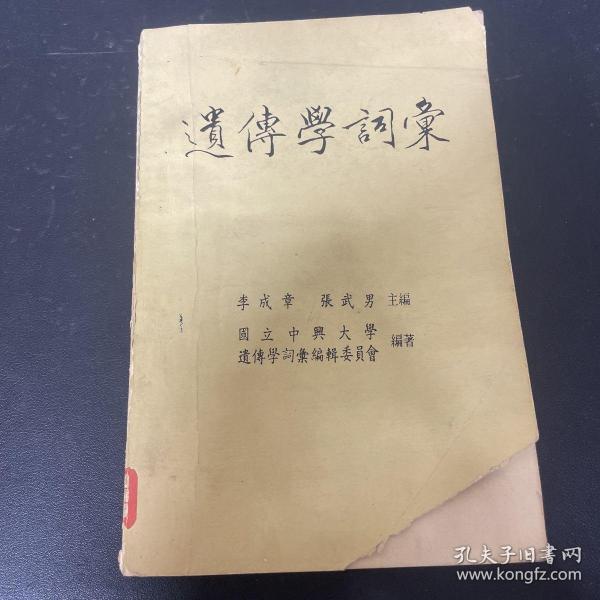 遺傳學詞彙
李成章 張武男 主編
國立中興大學
遺傳學詞彙編輯委員會 編著
孔夫子旧书网
www.kongfz.com